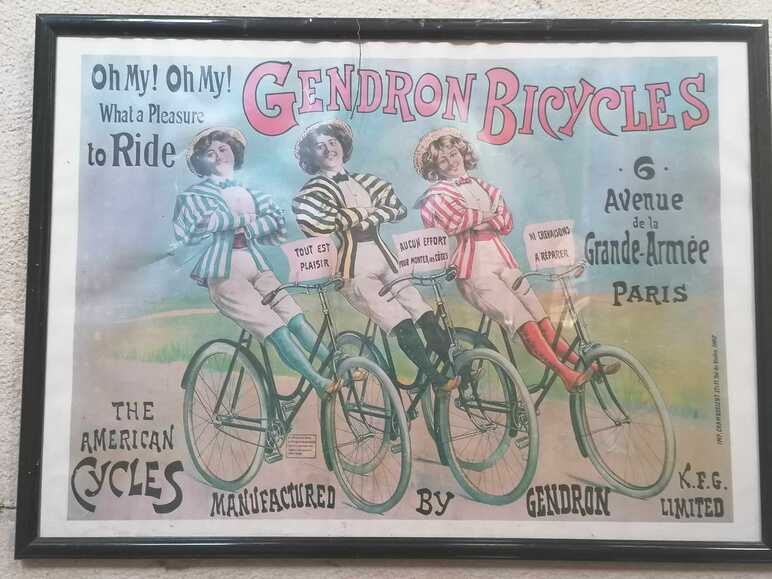 Oh My! Oh My!
What a Pleasure
to Ride
GENDRON BICYCLES
6
Avenue
de la
Grande-Armée
PARIS
TOUT EST
PLAISIR
AUCUN EFFORT
POUR MONTER LES CÔTES
NI CREVAISONS
A RÉPARER
THE
AMERICAN
CYCLES
MANUFACTURED BY GENDRON
K.F.G.
LIMITED